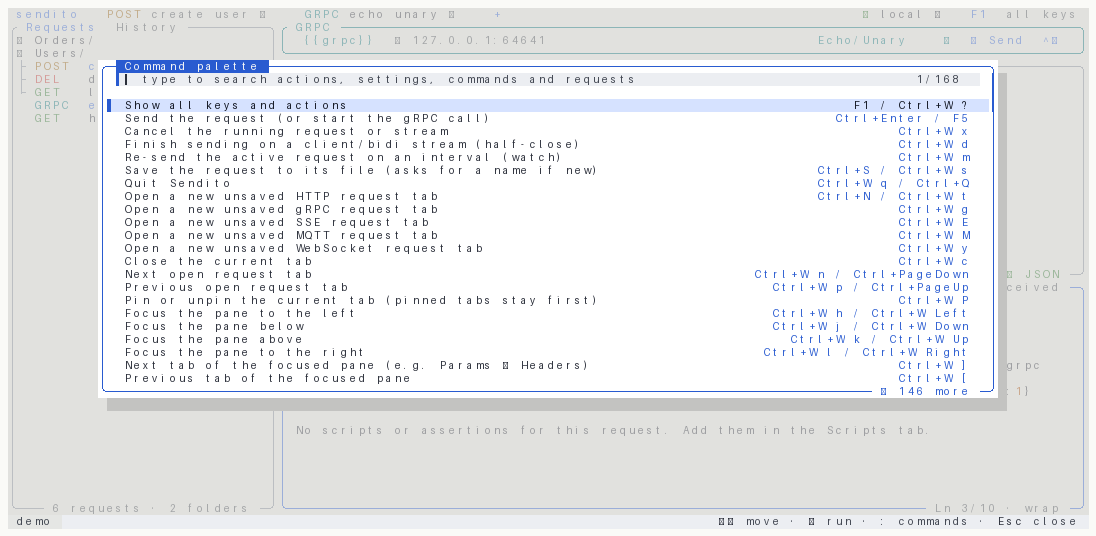 sendito POST create user GRPC echo unary + local F1 all keys
Requests History GRPC
Orders/ {{grpc}} 127.0.0.1:64641 Echo/Unary Send
Users/
POST c
DEL d
GET l
GRPC e
GET h
Command palette
type to search actions, settings, commands and requests 1/168
Show all keys and actions F1 / Ctrl+W ?
Send the request (or start the gRPC call) Ctrl+Enter / F5
Cancel the running request or stream Ctrl+W x
Finish sending on a client/bidi stream (half-close) Ctrl+W d
Re-send the active request on an interval (watch) Ctrl+W m
Save the request to its file (asks for a name if new) Ctrl+S / Ctrl+W s
Quit Sendito Ctrl+W q / Ctrl+Q
Open a new unsaved HTTP request tab Ctrl+N / Ctrl+W t
Open a new unsaved gRPC request tab Ctrl+W g
Open a new unsaved SSE request tab Ctrl+W E
Open a new unsaved MQTT request tab Ctrl+W M
Open a new unsaved WebSocket request tab Ctrl+W y
Close the current tab Ctrl+W c
Next open request tab Ctrl+W n / Ctrl+PageDown
Previous open request tab Ctrl+W p / Ctrl+PageUp
Pin or unpin the current tab (pinned tabs stay first) Ctrl+W P
Focus the pane to the left Ctrl+W h / Ctrl+W Left
Focus the pane below Ctrl+W j / Ctrl+W Down
Focus the pane above Ctrl+W k / Ctrl+W Up
Focus the pane to the right Ctrl+W l / Ctrl+W Right
Next tab of the focused pane (e.g. Params Headers) Ctrl+W ]
Previous tab of the focused pane Ctrl+W [
146 more
JSON
ceived
grpc
: 1}
No scripts or assertions for this request. Add them in the Scripts tab.
6 requests · 2 folders Ln 3/10 · wrap
demo move · run · : commands · Esc close